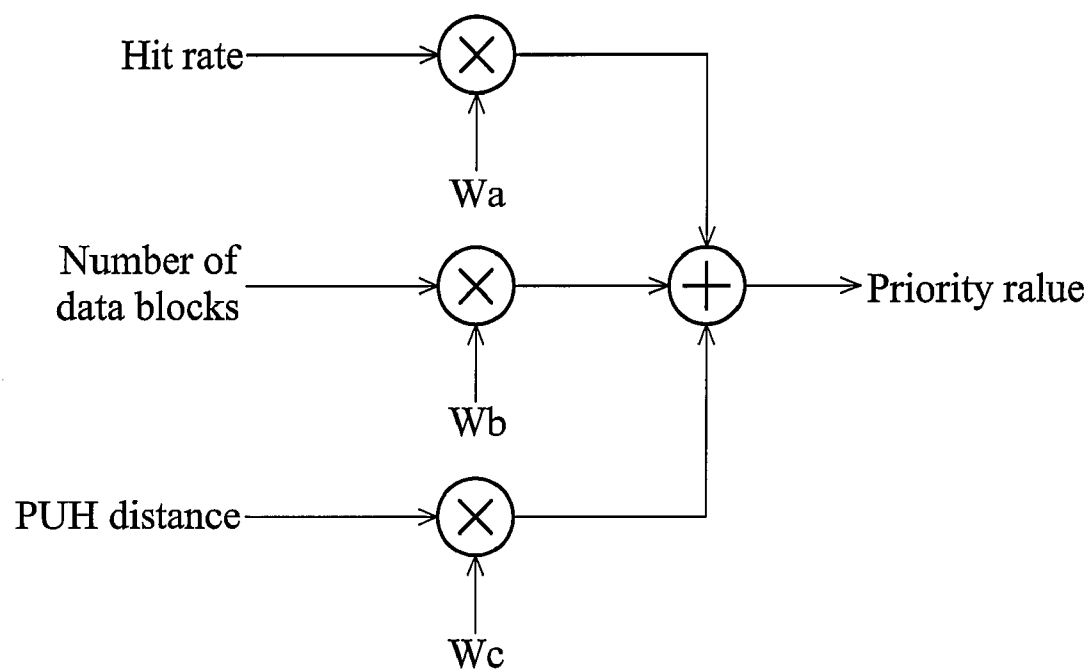 Hit rate
Wa
Number of
data blocks
Priority ralue
Wb
PUH distance
Wc